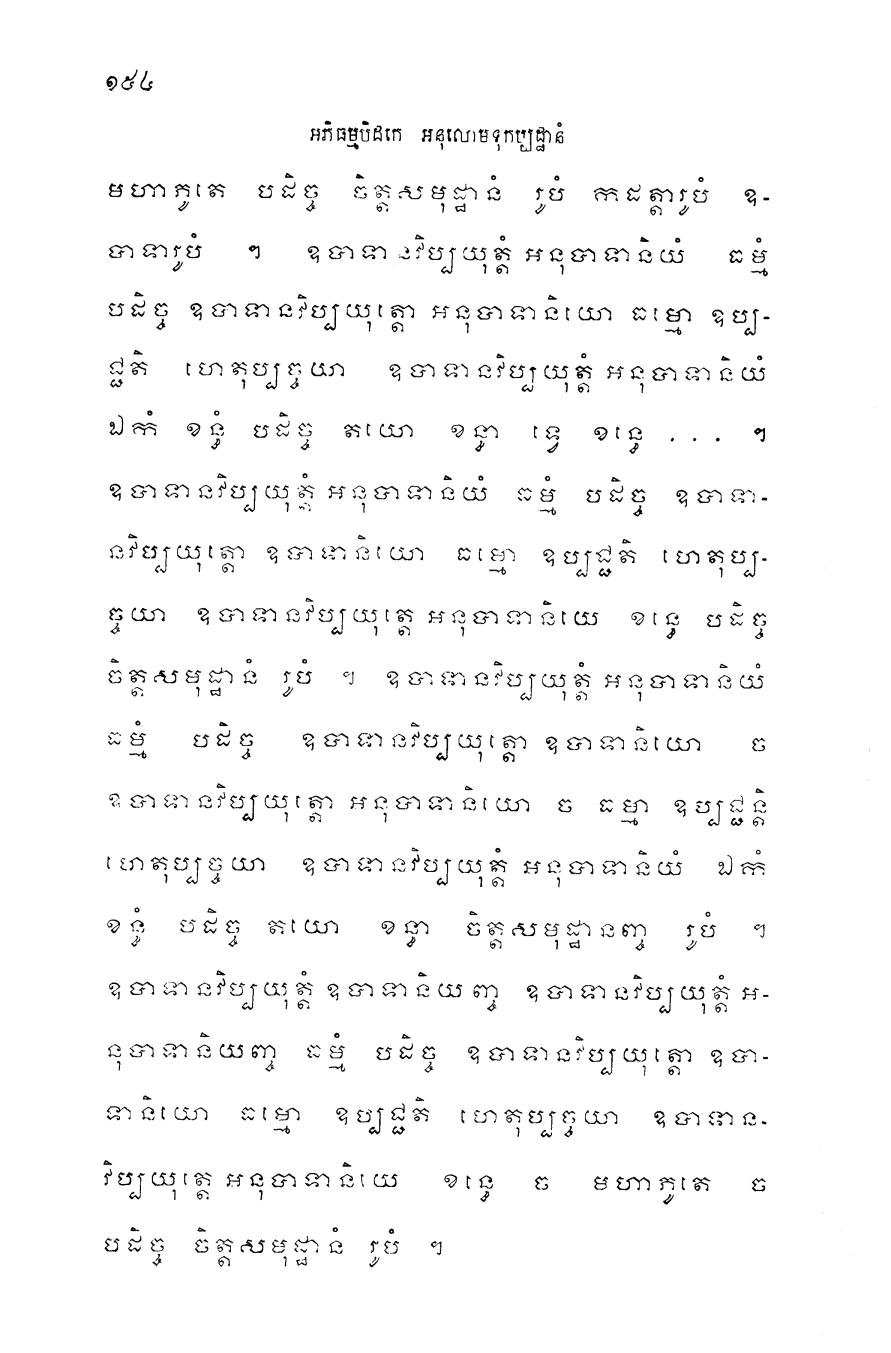 ១៥៤
អភិធម្មបិដកេ អនុលោមទុកប្បដ្ឋានំ
មហាភូតេ បដិច្ច ចិត្តសមុដ្ឋានំ រូបំ កដត្តារូបំ ឧ-
បាទារូបំ ។ ឧបាទានវិប្បយុត្តំ អនុបាទានិយំ ធម្មំ
បដិច្ច ឧបាទានវិប្បយុត្តោ អនុបាទានិយោ ធម្មោ ឧប្ប-
ជ្ជតិ ហេតុប្បច្ចយា ឧបាទានវិប្បយុត្តំ អនុបាទានិយំ
ឯកំ ខន្ធំ បដិច្ច តយោ ខន្ធា ទ្វេ ខន្ធេ ... ។
ឧបាទានវិប្បយុត្តំ អនុបាទានិយំ ធម្មំ បដិច្ច ឧបាទា-
នវិប្បយុត្តោ ឧបាទានិយោ ធម្មោ ឧប្បជ្ជតិ ហេតុប្ប-
ច្ចយា ឧបាទានវិប្បយុត្តេ អនុបាទានិយេ ខន្ធេ បដិច្ច
ចិត្តសមុដ្ឋានំ រូបំ ។ ឧបាទានវិប្បយុត្តំ អនុបាទានិយំ
ធម្មំ បដិច្ច ឧបាទានវិប្បយុត្តោ ឧបាទានិយោ ច
ឧបាទានវិប្បយុត្តោ អនុបាទានិយោ ច ធម្មា ឧប្បជ្ជន្តិ
ហេតុប្បច្ចយា ឧបាទានវិប្បយុត្តំ អនុបាទានិយំ ឯកំ
ខន្ធំ បដិច្ច តយោ ខន្ធា ចិត្តសមុដ្ឋានញ្ច រូបំ ។
ឧបាទានវិប្បយុត្តំ ឧបាទានិយញ្ច ឧបាទានវិប្បយុត្តំ អ-
នុបាទានិយញ្ច ធម្មំ បដិច្ច ឧបាទានវិប្បយុត្តោ ឧបា-
ទានិយោ ធម្មោ ឧប្បជ្ជតិ ហេតុប្បច្ចយា ឧបាទាន-
វិប្បយុត្តេ អនុបាទានិយេ ខន្ធេ ច មហាភូតេ ច
បដិច្ច ចិត្តសមុដ្ឋានំ រូបំ ។